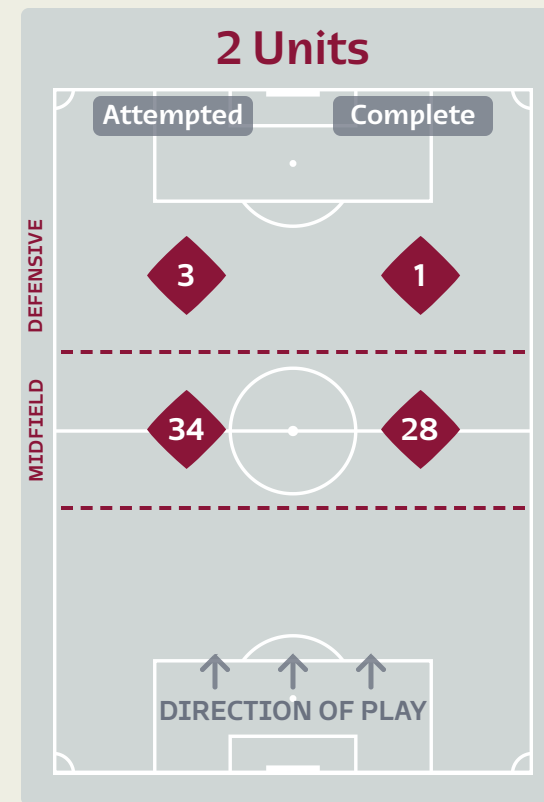 2 Units
Attempted Complete
DEFENSIVE
3 1
MIDFIELD
34 28
DIRECTION OF PLAY